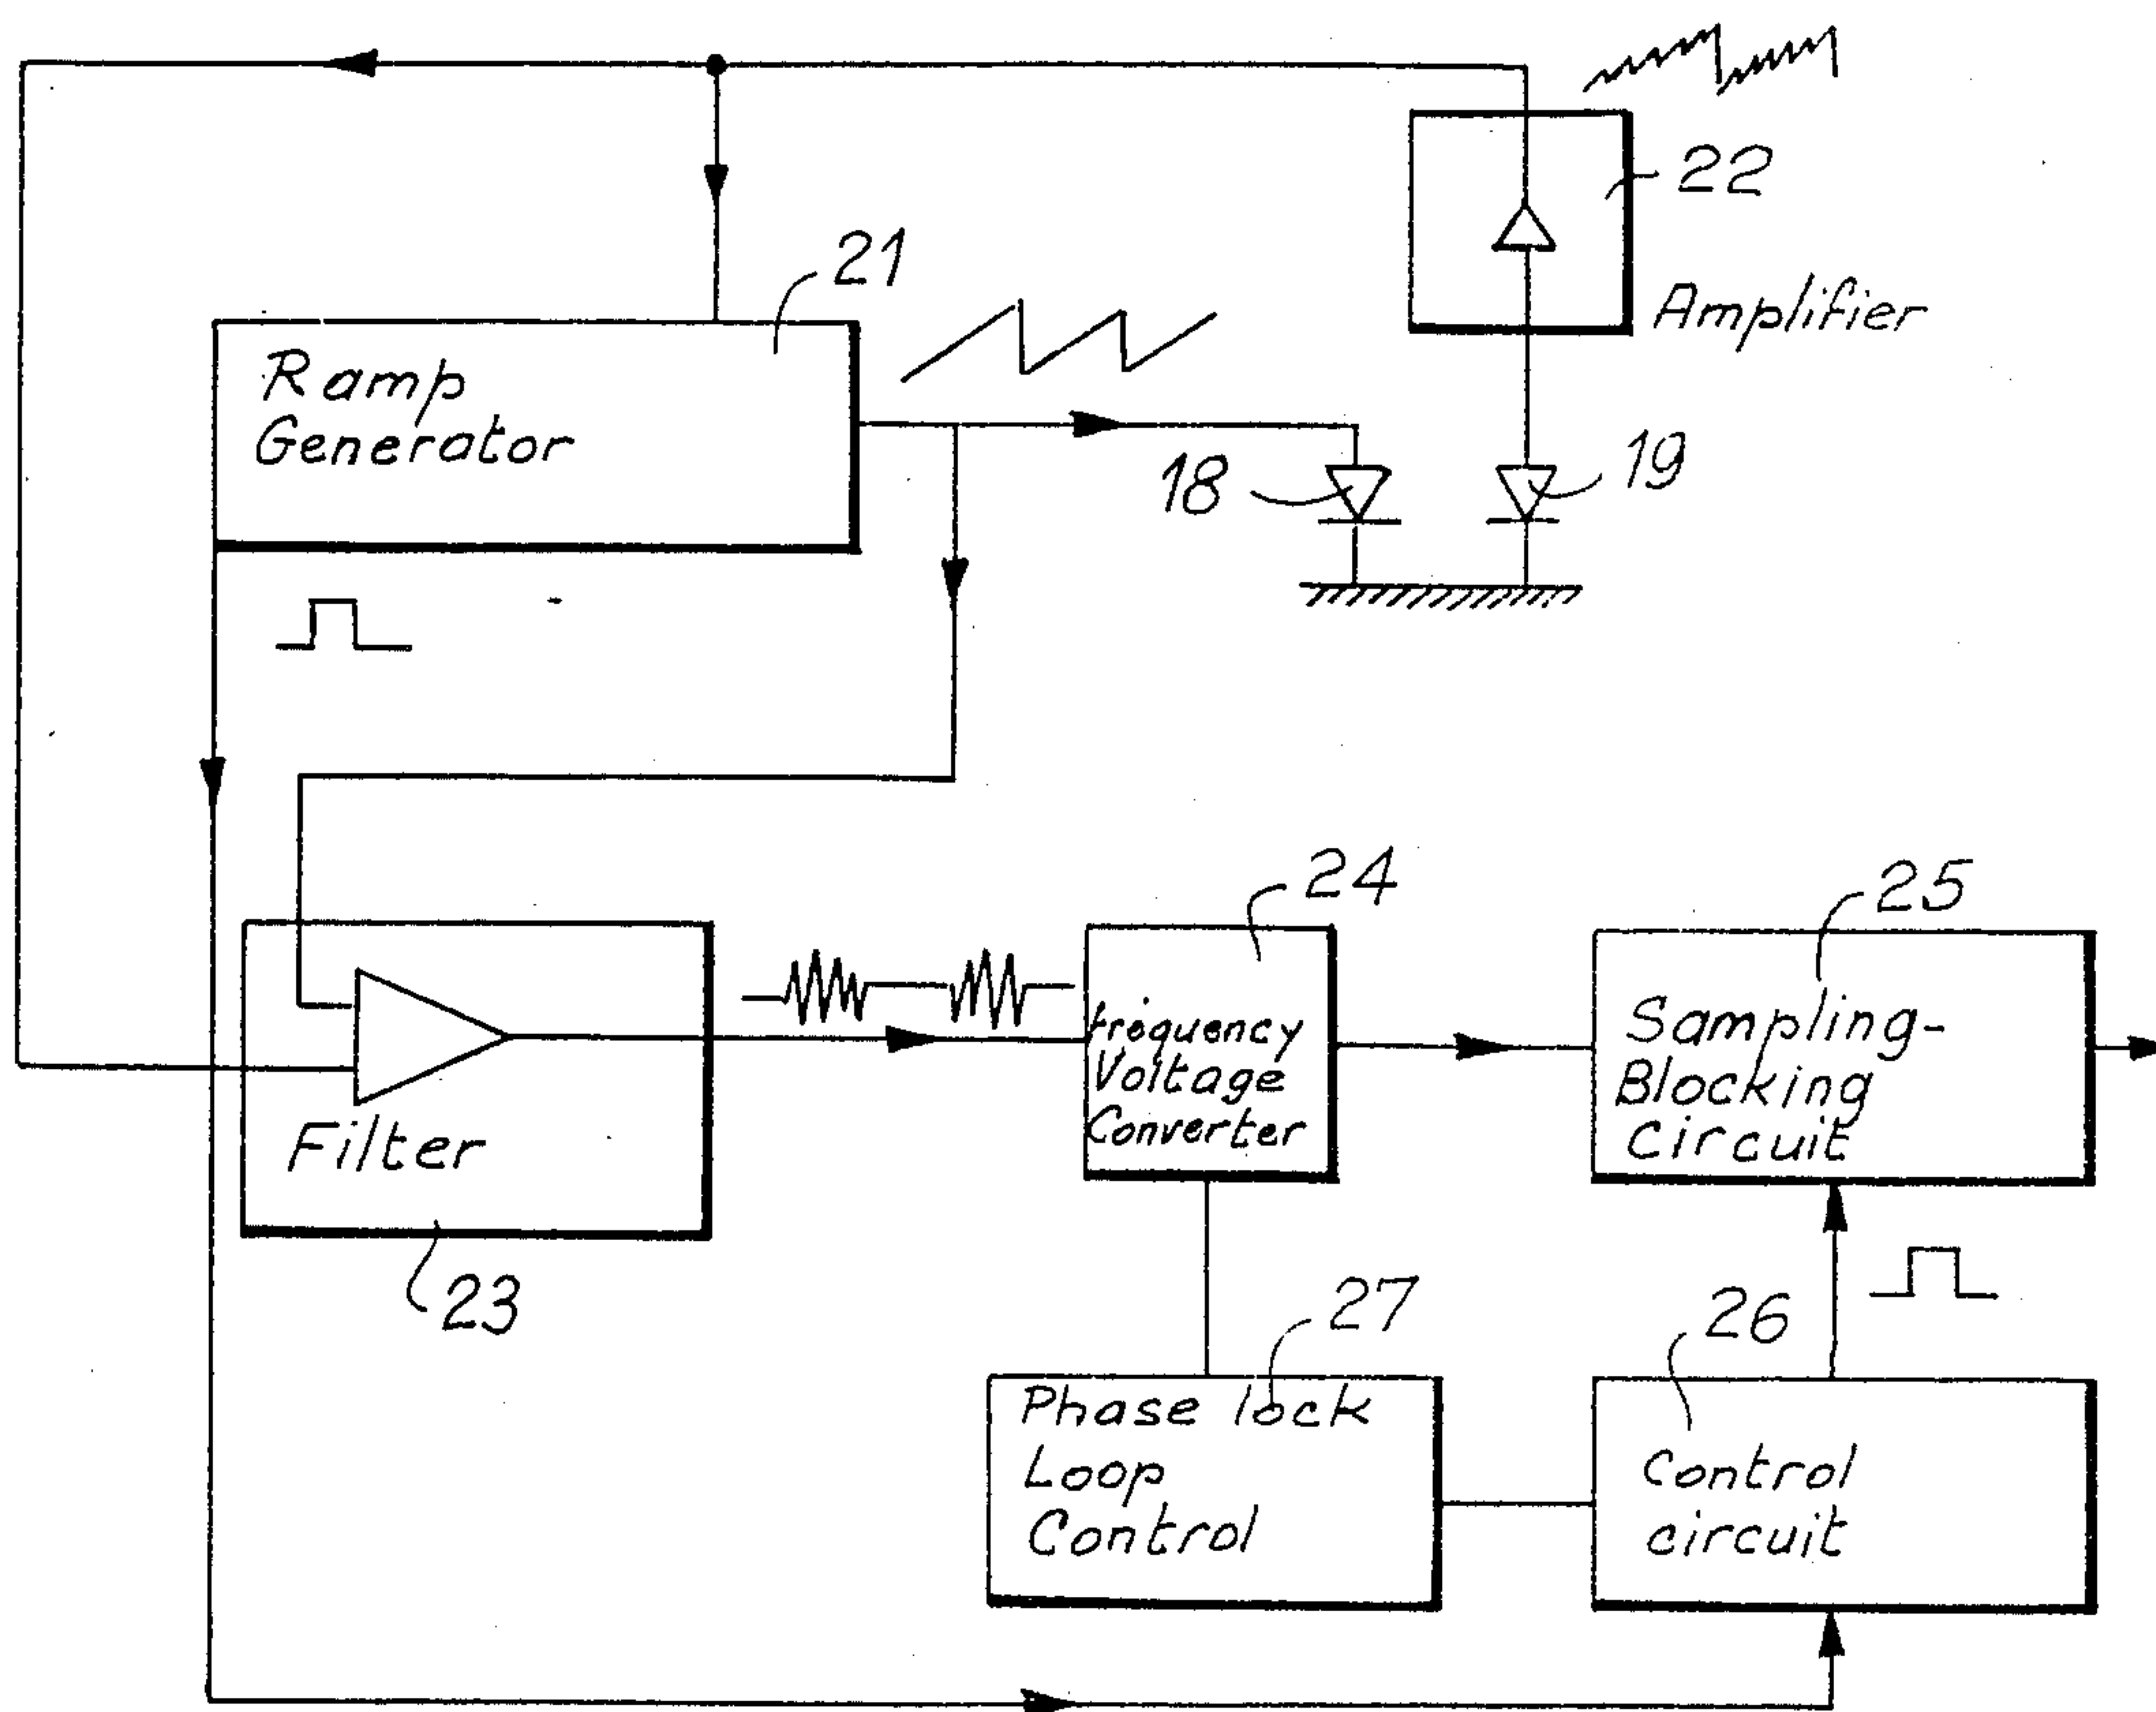 22
Amplifier
21
Ramp
Generator
18
19
24
25
frequency
Voltage
Converter
Sampling-
Blocking
Circuit
Filter
23
27
26
Phase lock
Loop
Control
Control
circuit